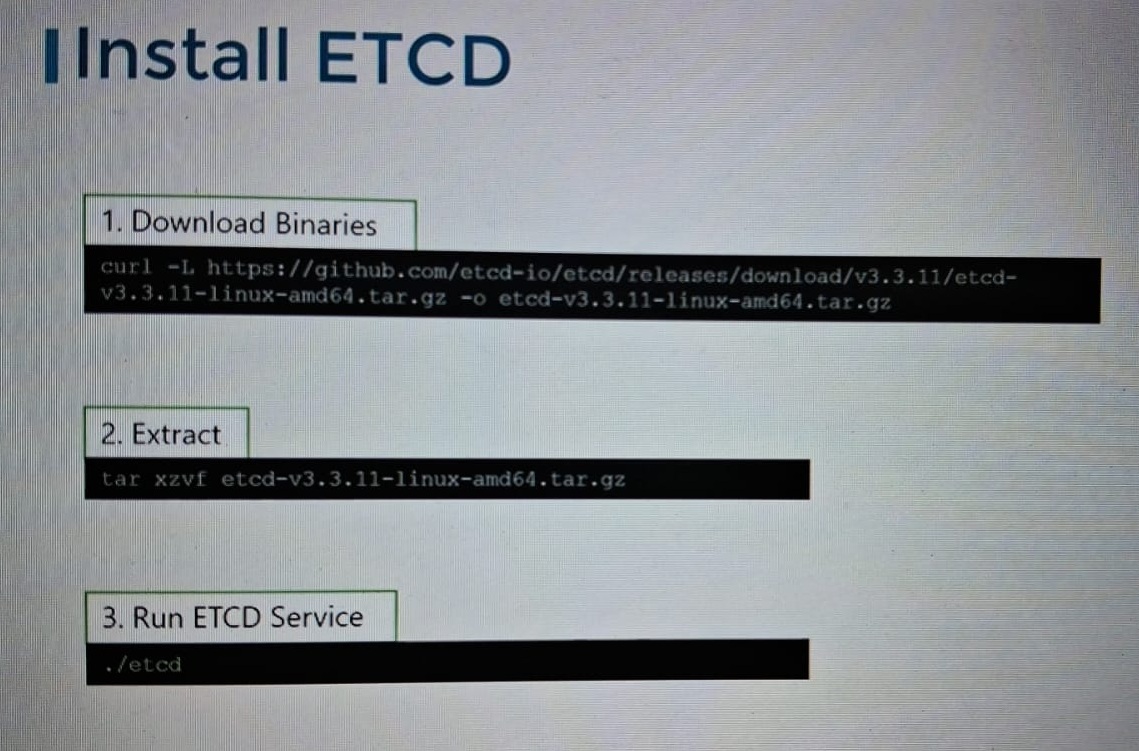 Install ETCD
1. Download Binaries
curl -L https://github.com/etcd-io/etcd/releases/download/v3.3.11/etcd-
v3.3.11-linux-amd64.tar.gz -o etcd-v3.3.11-linux-amd64.tar.gz
2. Extract
tar xzvf etcd-v3.3.11-linux-amd64.tar.gz
3. Run ETCD Service
./etcd